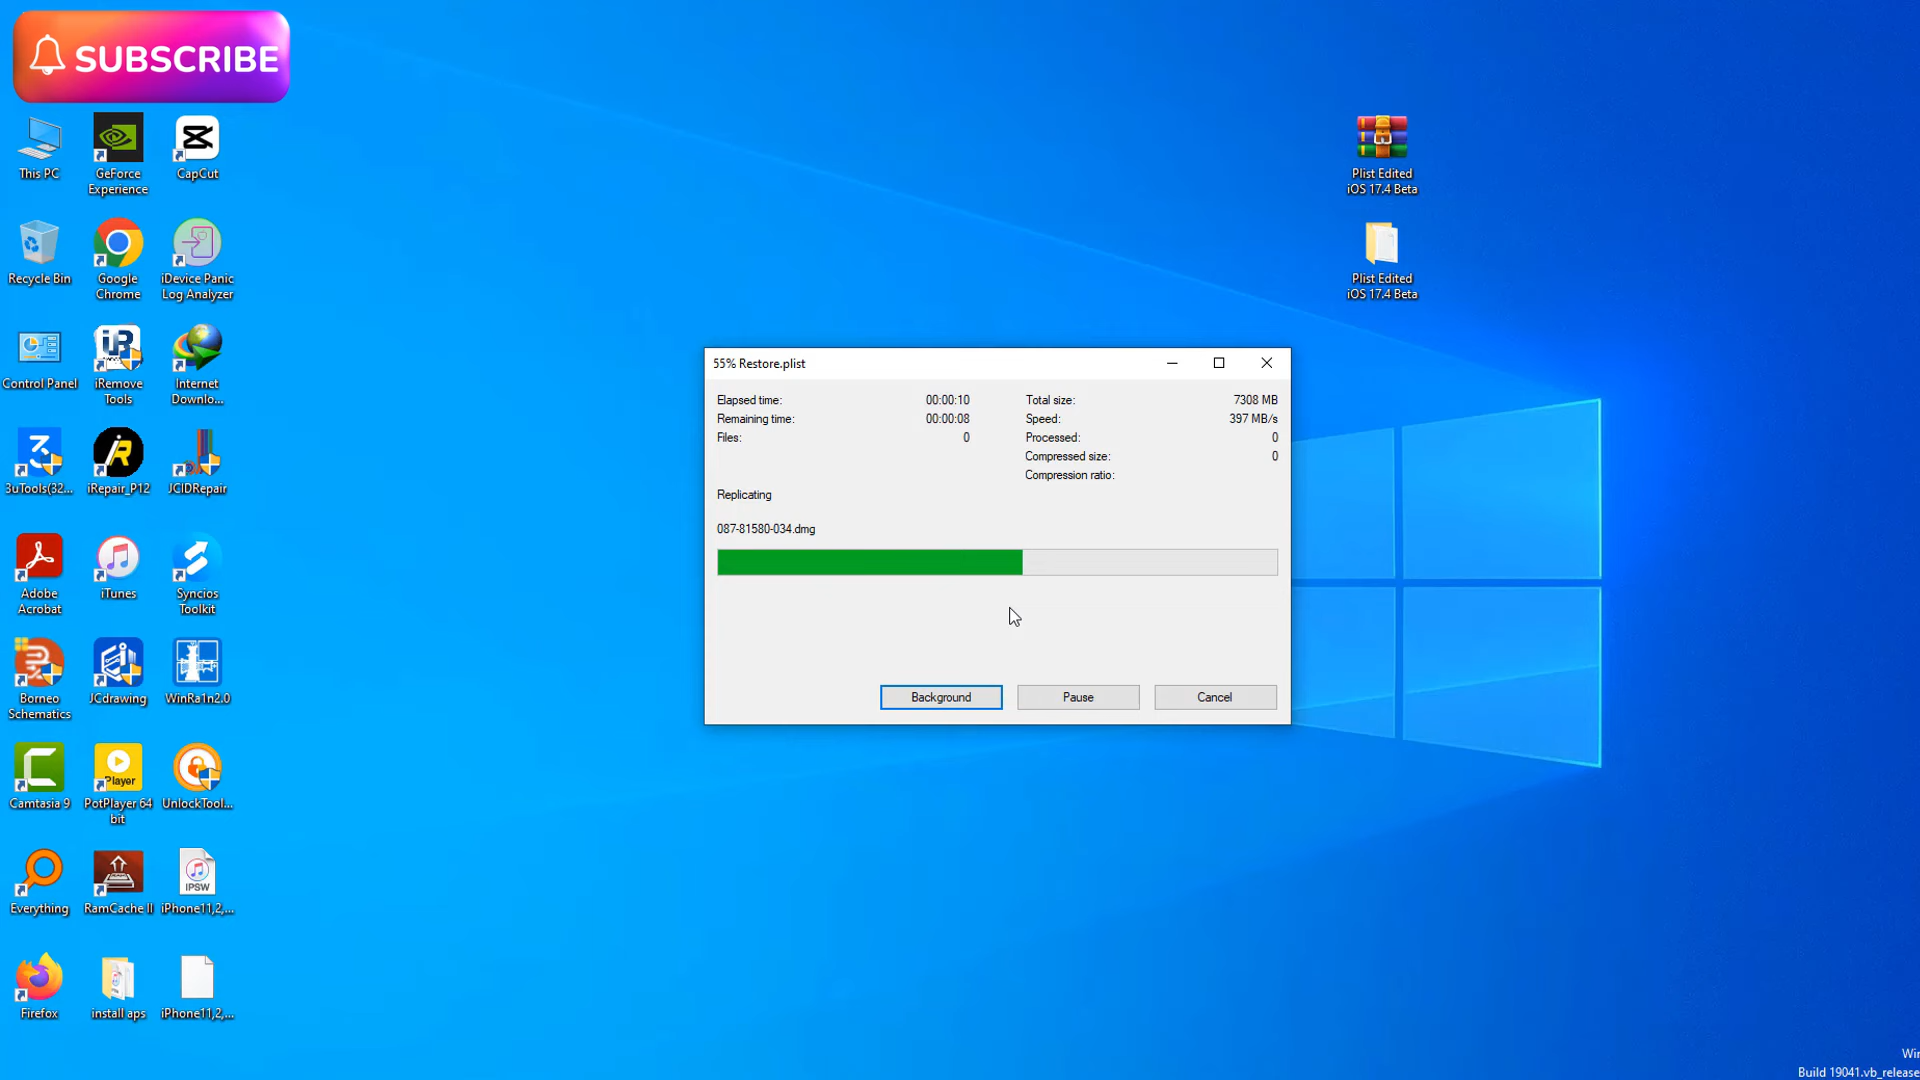 SUBSCRIBE
This PC
GeForce
Experience
CapCut
Recycle Bin
Google
Chrome
iDevice Panic
Log Analyzer
Control Panel
iRemove
Tools
Internet
Downlo...
3uTools(32...
iRepair_P12
JCIDRepair
Adobe
Acrobat
iTunes
Syncios
Toolkit
Borneo
Schematics
JCdrawing
WinRa1n2.0
Camtasia 9
Player
PotPlayer 64
bit
UnlockTool...
Everything
RamCache II
IPSW
iPhone11,2,...
Firefox
install aps
iPhone11,2,...
Plist Edited
iOS 17.4 Beta
Plist Edited
iOS 17.4 Beta
55% Restore.plist
Elapsed time: 00:00:10
Remaining time: 00:00:08
Files: 0
Total size: 7308 MB
Speed: 397 MB/s
Processed: 0
Compressed size: 0
Compression ratio:
Replicating
087-81580-034.dmg
Background
Pause
Cancel
Win
Build 19041.vb_release